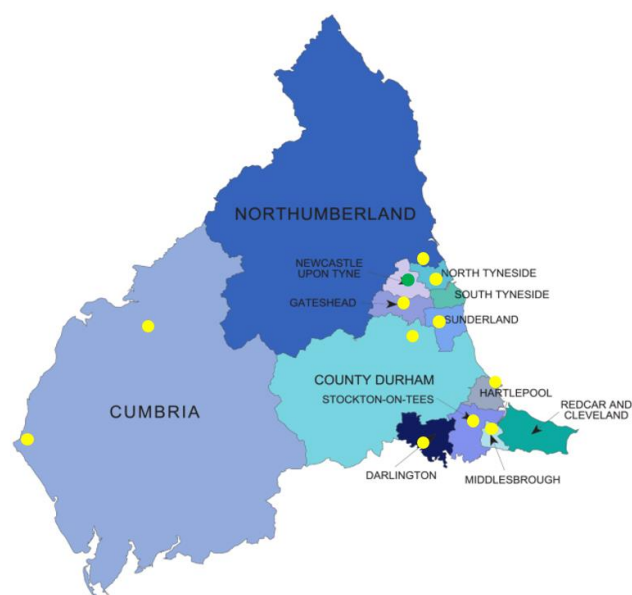 NORTHUMBERLAND
NEWCASTLE
UPON TYNE
NORTH TYNESIDE
SOUTH TYNESIDE
GATESHEAD
SUNDERLAND
COUNTY DURHAM
STOCKTON-ON-TEES
HARTLEPOOL
CUMBRIA
REDCAR AND
CLEVELAND
DARLINGTON
MIDDLESBROUGH